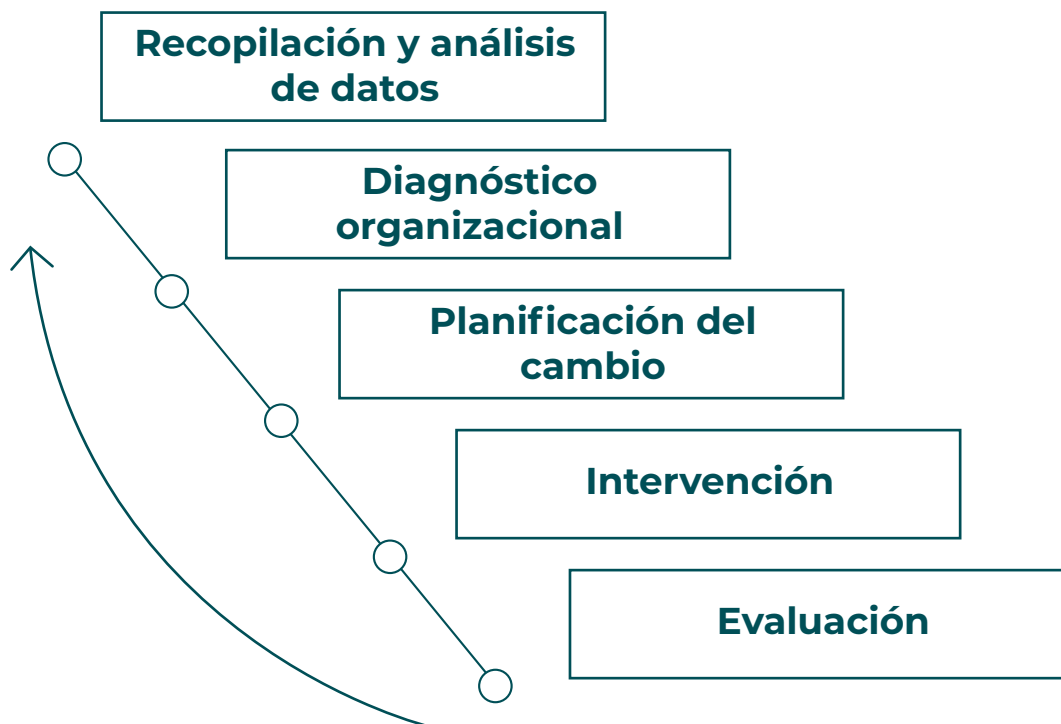 Recopilación y análisis
de datos
Diagnóstico
organizacional
Planificación del
cambio
Intervención
Evaluación